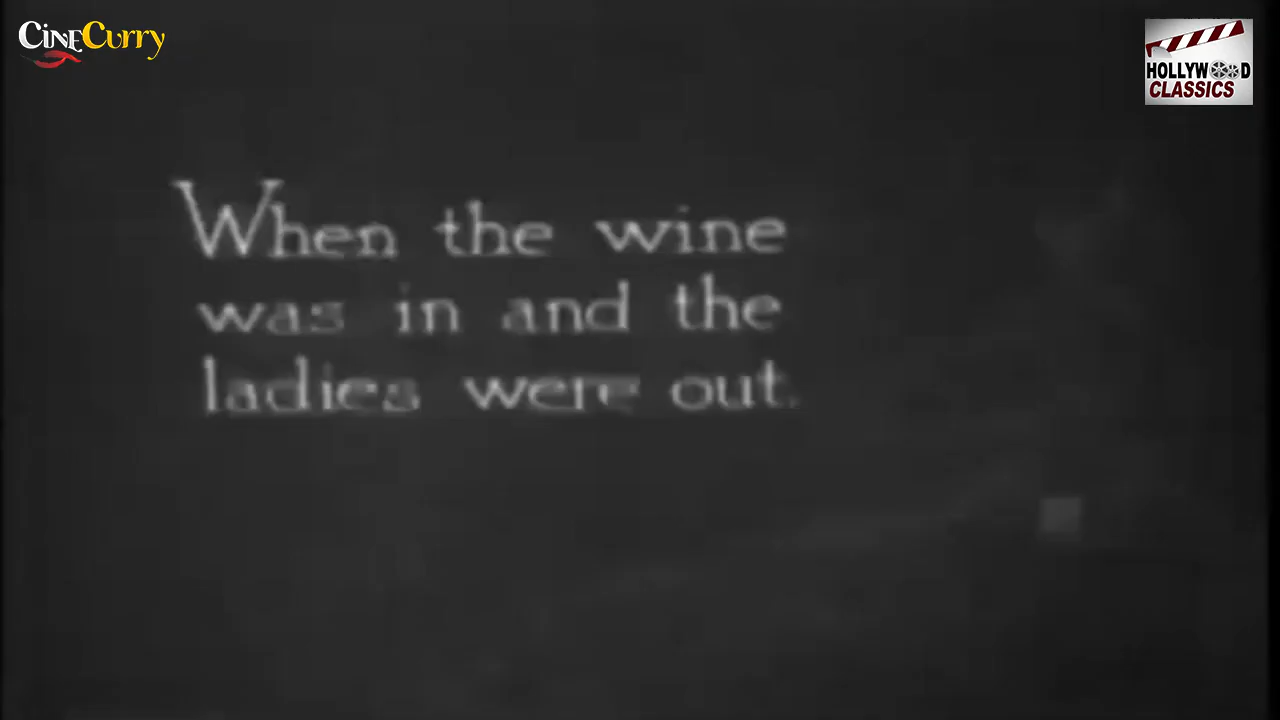 CineCurry
HOLLYWOOD
CLASSICS
When the wine
was in and the
ladies were out.